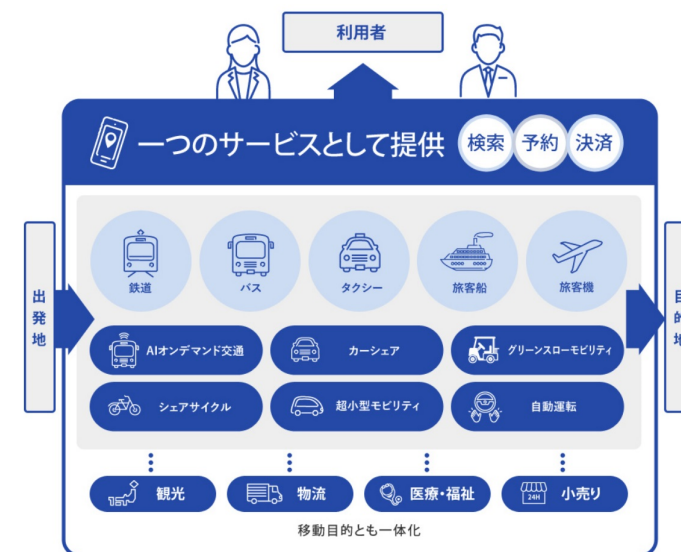 利用者
一つのサービスとして提供 検索 予約 決済
出発地
目的地
鉄道 バス タクシー 旅客船 旅客機
AIオンデマンド交通 カーシェア グリーンスローモビリティ
シェアサイクル 超小型モビリティ 自動運転
観光 物流 医療・福祉 24H 小売り
移動目的とも一体化